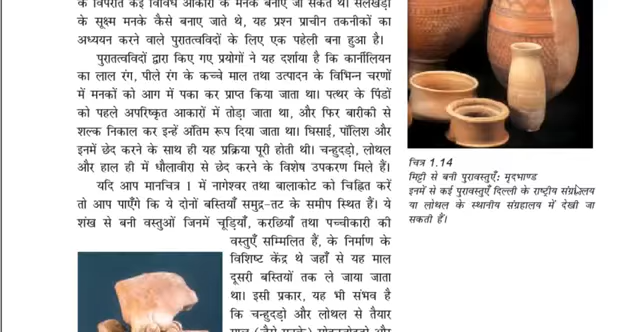 के विपरीत कई विविध आकारों के मनके बनाए जा सकते थे। सेलखड़ी
के सूक्ष्म मनके कैसे बनाए जाते थे, यह प्रश्न प्राचीन तकनीकों का
अध्ययन करने वाले पुरातत्वविदों के लिए एक पहेली बना हुआ है।
पुरातत्वविदों द्वारा किए गए प्रयोगों ने यह दर्शाया है कि कार्नीलियन
का लाल रंग, पीले रंग के कच्चे माल तथा उत्पादन के विभिन्न चरणों
में मनकों को आग में पका कर प्राप्त किया जाता था। पत्थर के पिंडों
को पहले अपरिष्कृत आकारों में तोड़ा जाता था, और फिर बारीकी से
शल्क निकाल कर इन्हें अंतिम रूप दिया जाता था। घिसाई, पॉलिश और
इनमें छेद करने के साथ ही यह प्रक्रिया पूरी होती थी। चन्हुदड़ो, लोथल
और हाल ही में धौलावीरा से छेद करने के विशेष उपकरण मिले हैं।
यदि आप मानचित्र 1 में नागेश्वर तथा बालाकोट को चिह्नित करें
तो आप पाएँगे कि ये दोनों बस्तियाँ समुद्र-तट के समीप स्थित हैं। ये
शंख से बनी वस्तुओं जिनमें चूड़ियाँ, करछियाँ तथा पच्चीकारी की
वस्तुएँ सम्मिलित हैं, के निर्माण के
विशिष्ट केंद्र थे जहाँ से यह माल
दूसरी बस्तियों तक ले जाया जाता
था। इसी प्रकार, यह भी संभव है
कि चन्हुदड़ो और लोथल से तैयार
माल (जैसे मनके) मोहनजोदड़ो और
चित्र 1.14
मिट्टी से बनी पुरावस्तुएँ: मृदभाण्ड
इनमें से कई पुरावस्तुएँ दिल्ली के राष्ट्रीय संग्रहालय
या लोथल के स्थानीय संग्रहालय में देखी जा
सकती हैं।